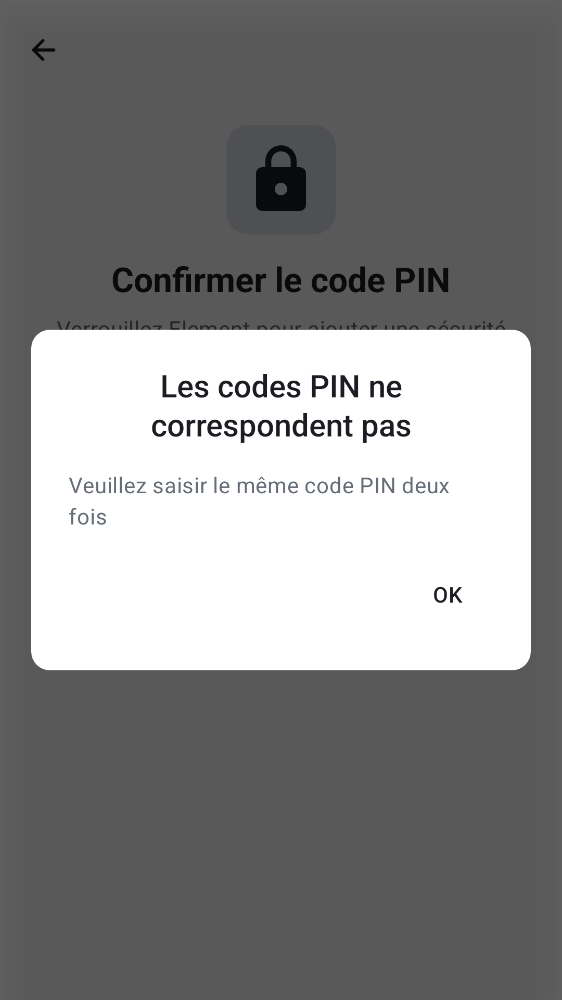 Confirmer le code PIN
Verrouillez Element pour ajouter une sécurité
Les codes PIN ne
correspondent pas
Veuillez saisir le même code PIN deux
fois
OK